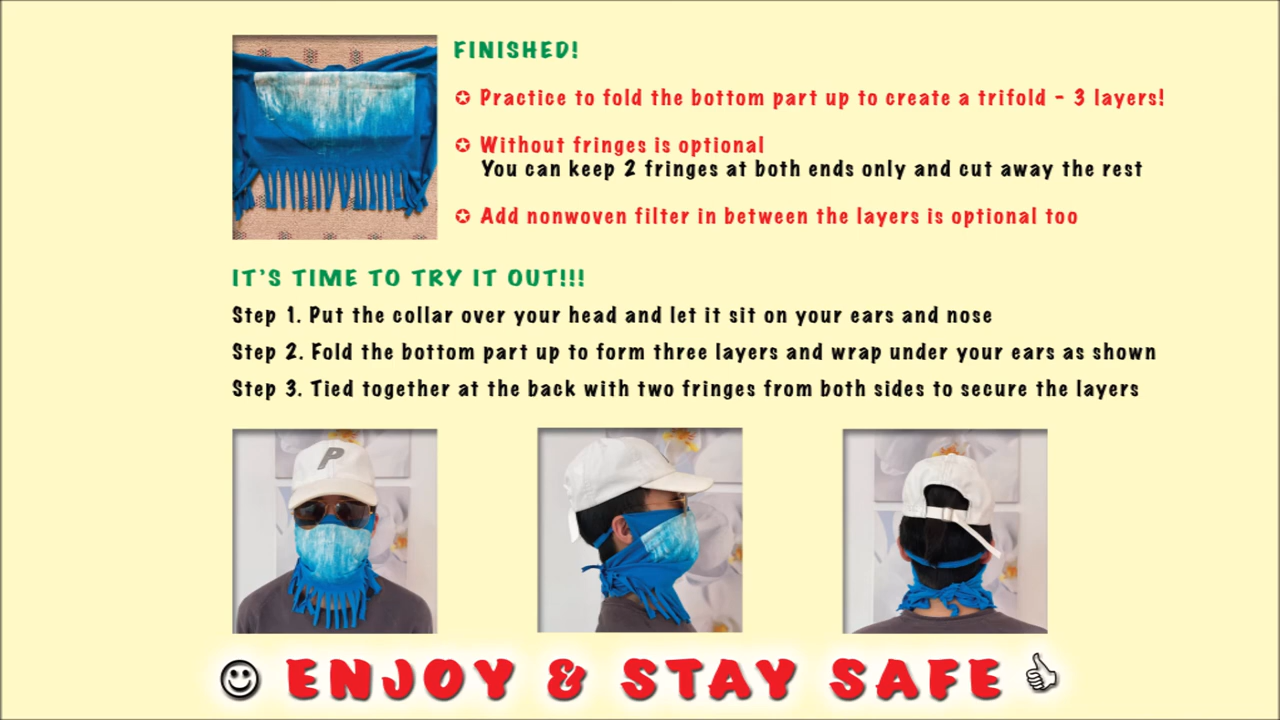 FINISHED!
✪ Practice to fold the bottom part up to create a trifold - 3 layers!
✪ Without fringes is optional
You can keep 2 fringes at both ends only and cut away the rest
✪ Add nonwoven filter in between the layers is optional too
IT'S TIME TO TRY IT OUT!!!
Step 1. Put the collar over your head and let it sit on your ears and nose
Step 2. Fold the bottom part up to form three layers and wrap under your ears as shown
Step 3. Tied together at the back with two fringes from both sides to secure the layers
P
ENJOY & STAY SAFE